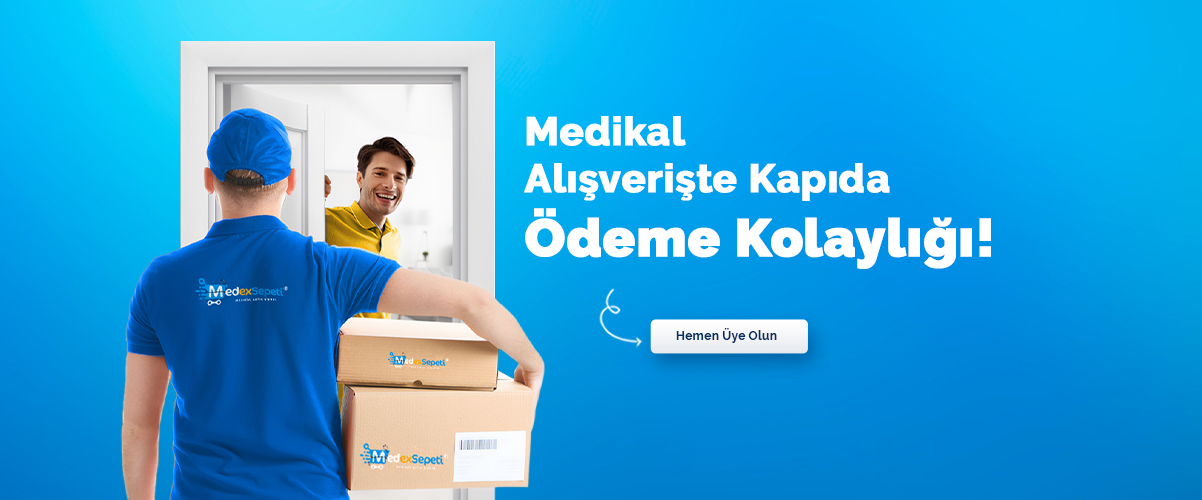 Medikal
Alışverişte Kapıda
Ödeme Kolaylığı!
Hemen Üye Olun
MedexSepeti®
MedexSepeti®
MedexSepeti®